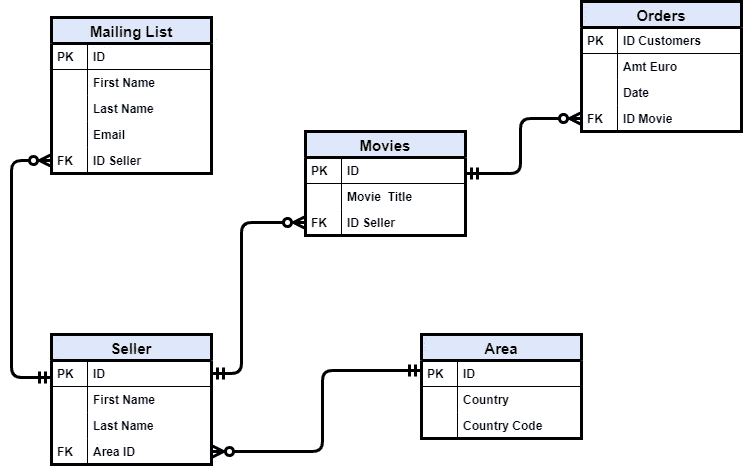 Mailing List
PK ID
First Name
Last Name
Email
FK ID Seller
Orders
PK ID Customers
Amt Euro
Date
FK ID Movie
Movies
PK ID
Movie Title
FK ID Seller
Seller
PK ID
First Name
Last Name
FK Area ID
Area
PK ID
Country
Country Code